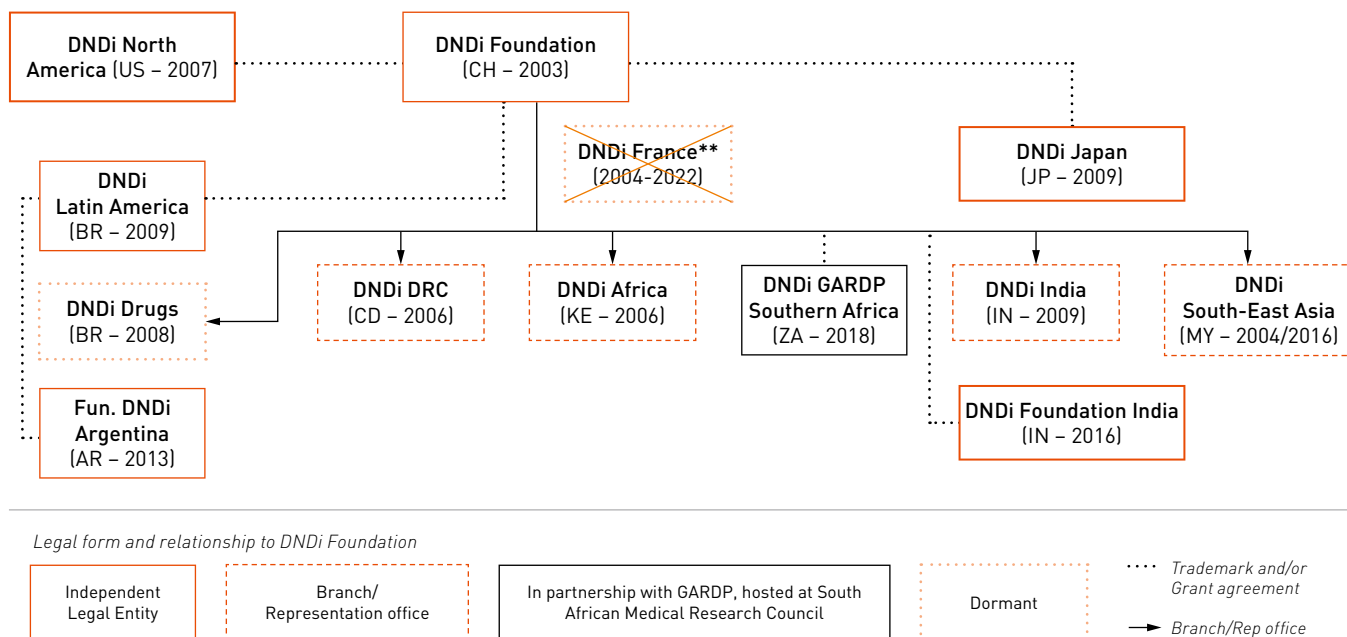 DNDi North
America (US – 2007)
DNDi Foundation
(CH – 2003)
DNDi France**
(2004-2022)
DNDi Japan
(JP – 2009)
DNDi
Latin America
(BR – 2009)
DNDi Drugs
(BR – 2008)
DNDi DRC
(CD – 2006)
DNDi Africa
(KE – 2006)
DNDi GARDP
Southern Africa
(ZA – 2018)
DNDi India
(IN – 2009)
DNDi
South-East Asia
(MY – 2004/2016)
Fun. DNDi
Argentina
(AR – 2013)
DNDi Foundation India
(IN – 2016)
Legal form and relationship to DNDi Foundation
Independent
Legal Entity
Branch/
Representation office
In partnership with GARDP, hosted at South
African Medical Research Council
Dormant
Trademark and/or
Grant agreement
Branch/Rep office